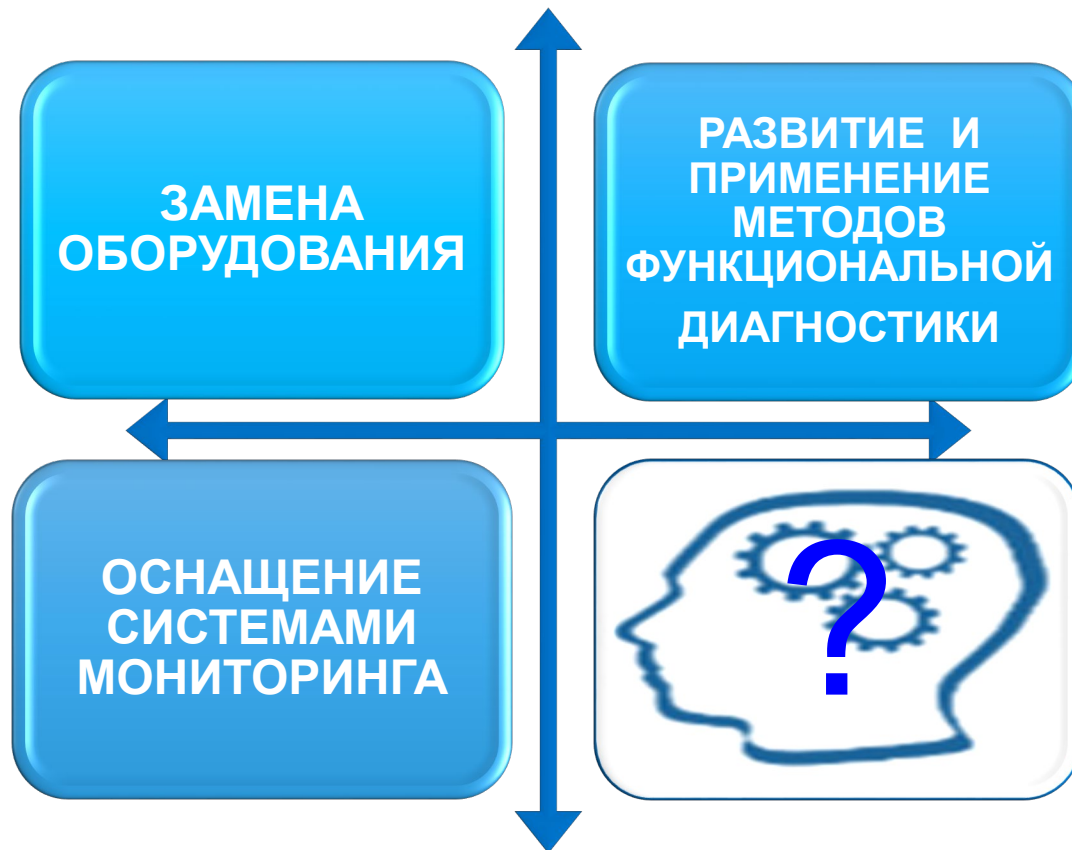 ЗАМЕНА
ОБОРУДОВАНИЯ
РАЗВИТИЕ И
ПРИМЕНЕНИЕ
МЕТОДОВ
ФУНКЦИОНАЛЬНОЙ
ДИАГНОСТИКИ
ОСНАЩЕНИЕ
СИСТЕМАМИ
МОНИТОРИНГА
?